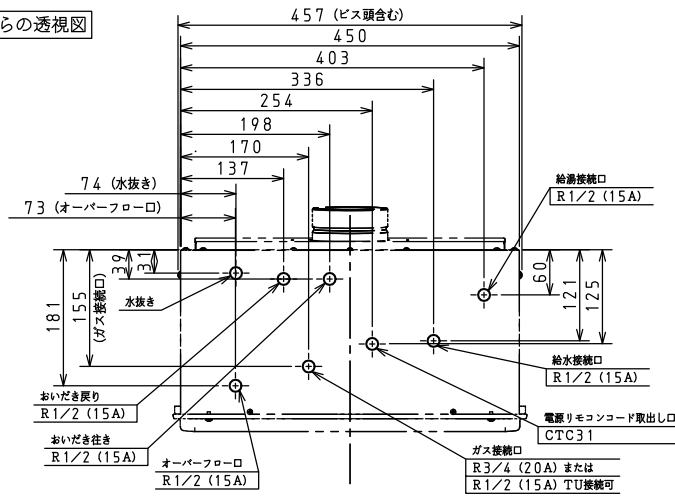 らの透視図
457 (ビス頭含む)
450
403
336
254
198
170
137
74 (水抜き)
73 (オーバーフロー口)
給湯接続口
R1/2 (15A)
181
155
(ガス接続口)
39
31
60
121
125
水抜き
給水接続口
R1/2 (15A)
おいだき戻り
R1/2 (15A)
電源リモコンコード取出し口
CTC31
おいだき往き
R1/2 (15A)
オーバーフロー口
R1/2 (15A)
ガス接続口
R3/4 (20A) または
R1/2 (15A) TU接続可